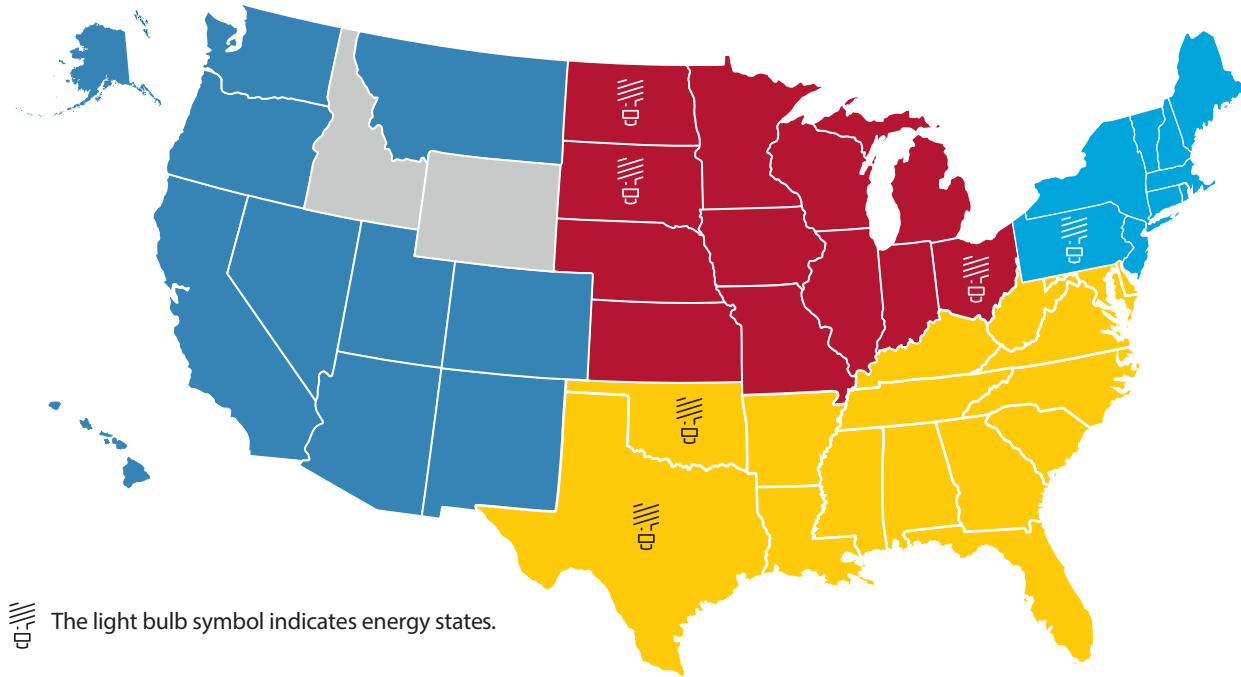 The light bulb symbol indicates energy states.